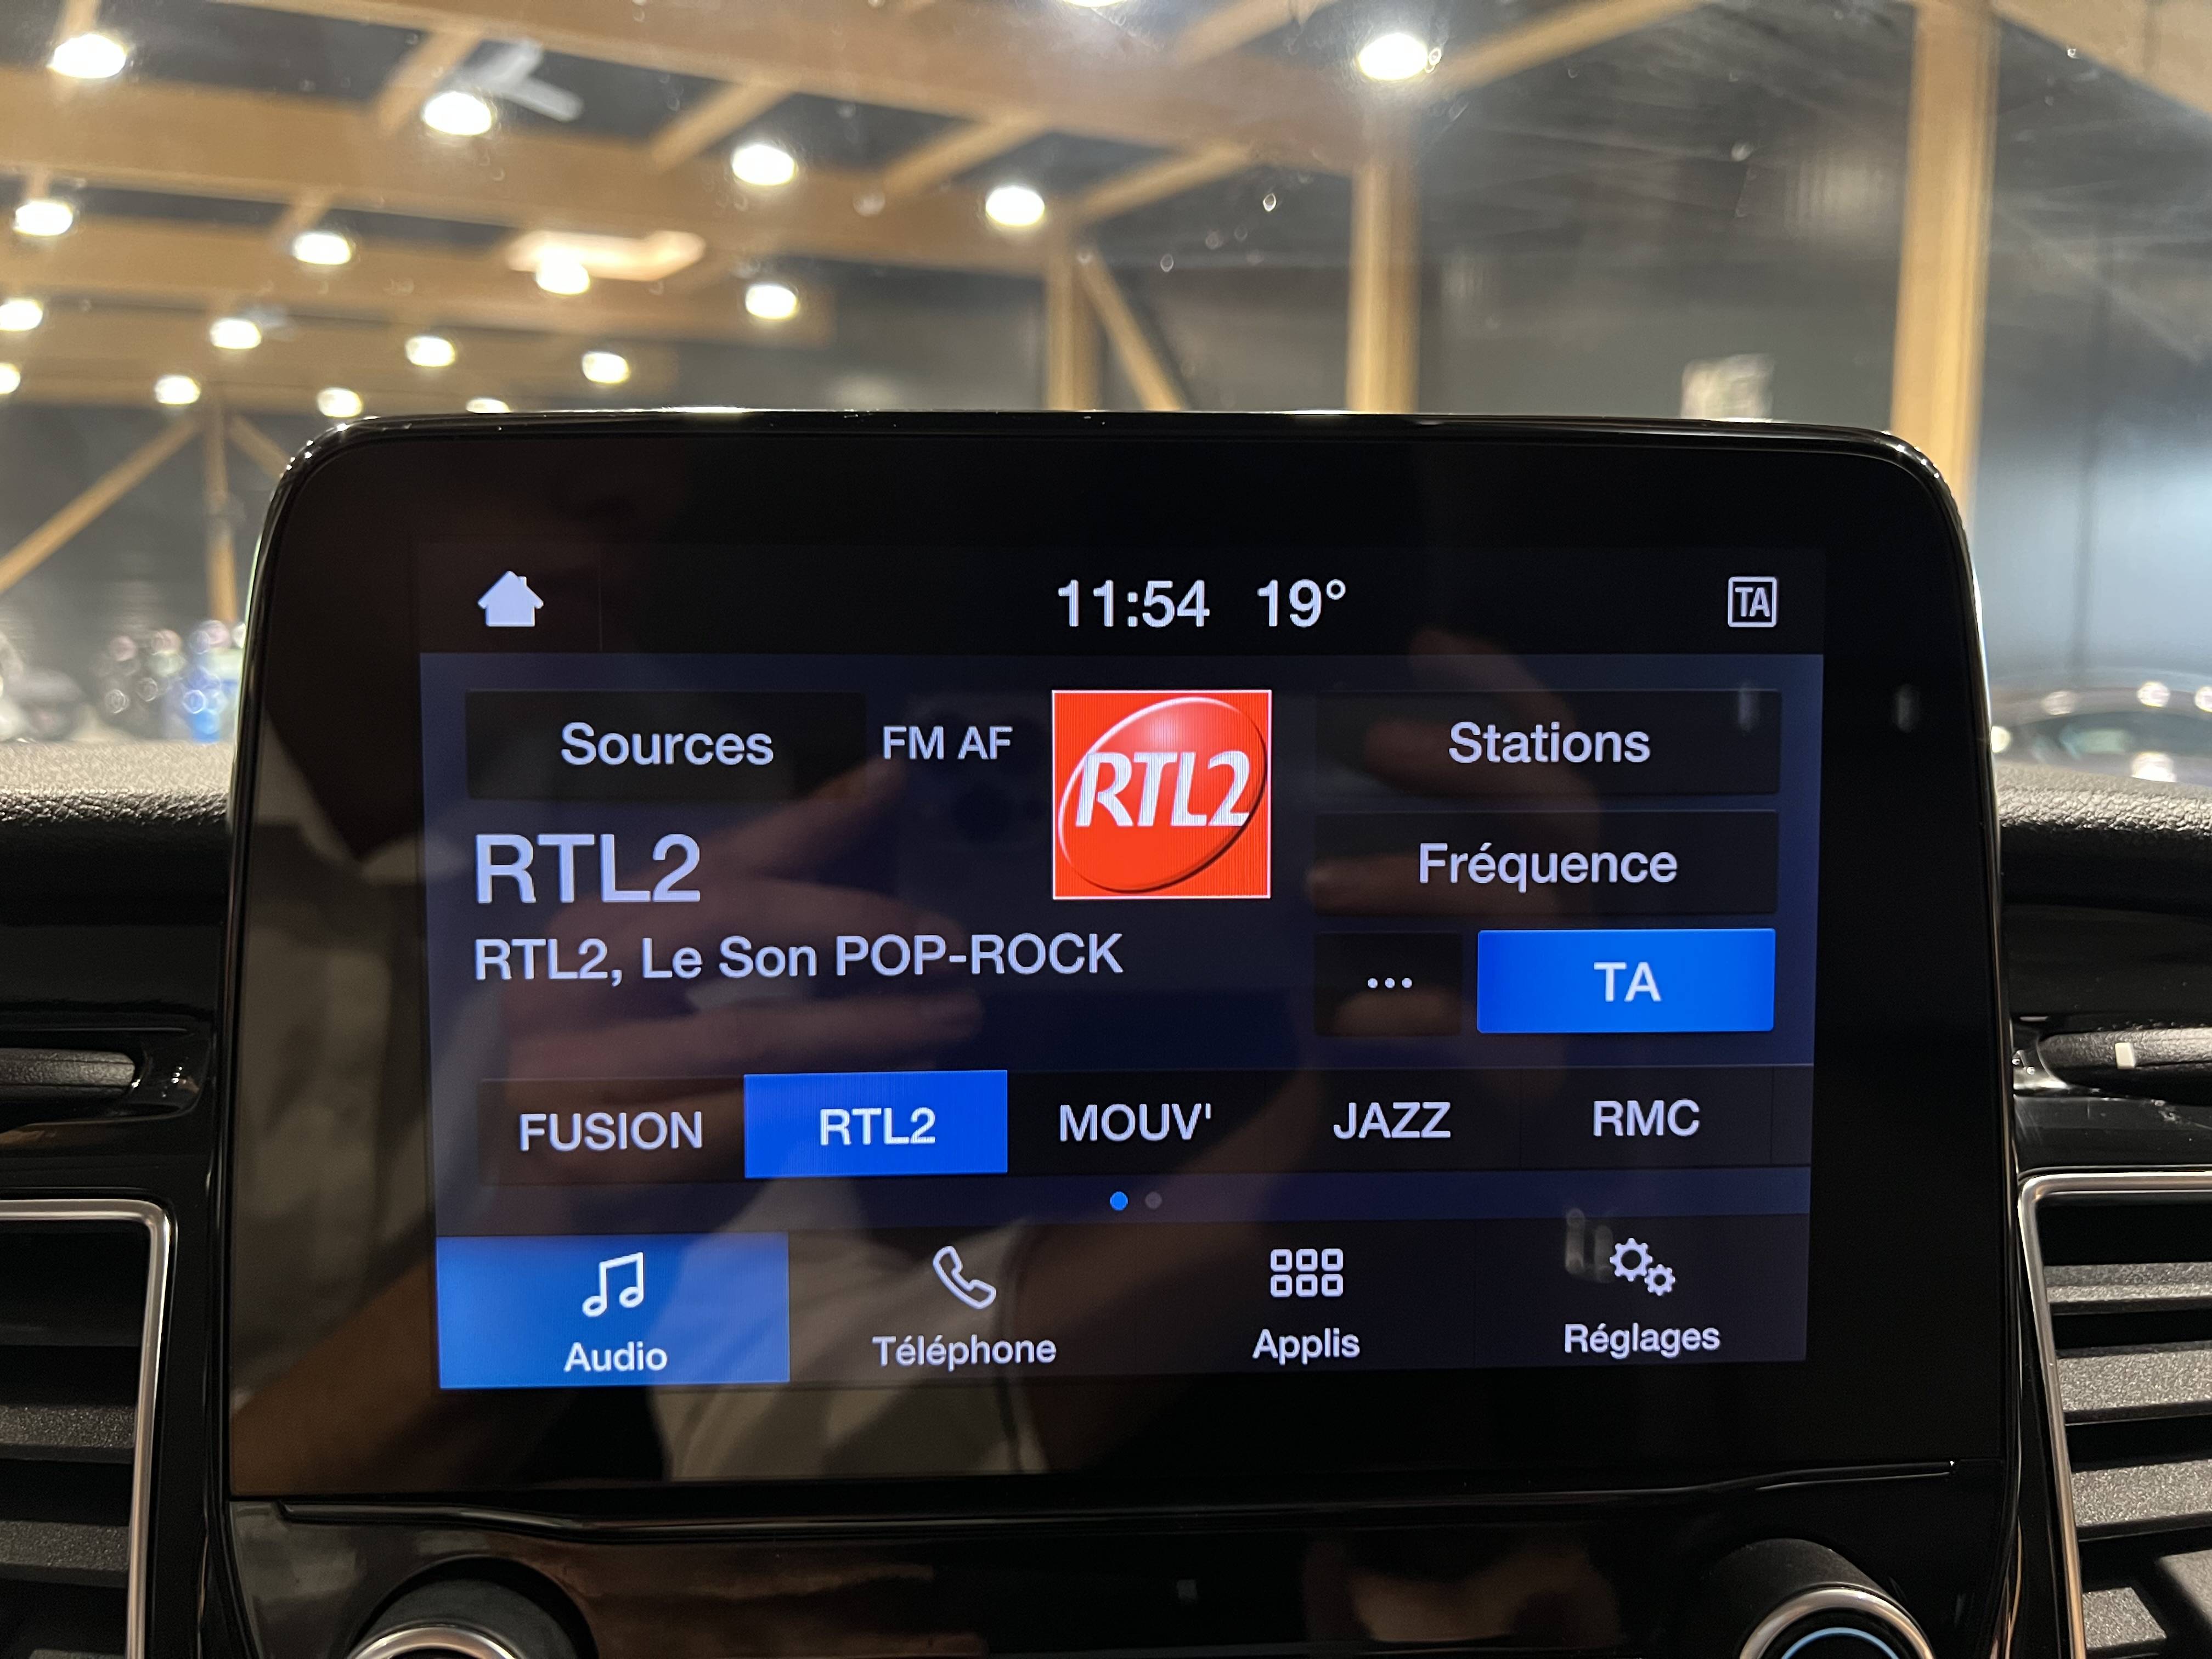 11:54 19° TA
Sources FM AF RTL2 Stations
RTL2 Fréquence
RTL2, Le Son POP-ROCK ... TA
FUSION RTL2 MOUV' JAZZ RMC
Audio Téléphone Applis Réglages